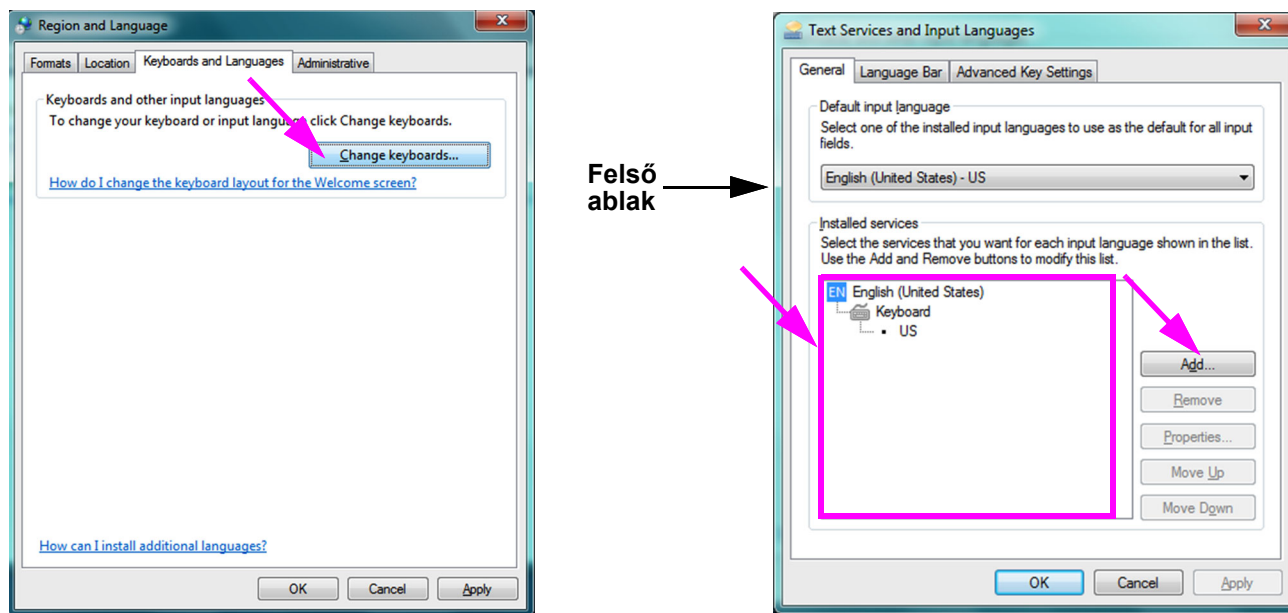 Region and Language
Formats Location Keyboards and Languages Administrative
Keyboards and other input languages
To change your keyboard or input language click Change keyboards.
Change keyboards...
How do I change the keyboard layout for the Welcome screen?
How can I install additional languages?
OK Cancel Apply
Felső
ablak
Text Services and Input Languages
General Language Bar Advanced Key Settings
Default input language
Select one of the installed input languages to use as the default for all input
fields.
English (United States) - US
Installed services
Select the services that you want for each input language shown in the list.
Use the Add and Remove buttons to modify this list.
EN English (United States)
Keyboard
US
Add...
Remove
Properties...
Move Up
Move Down
OK Cancel Apply